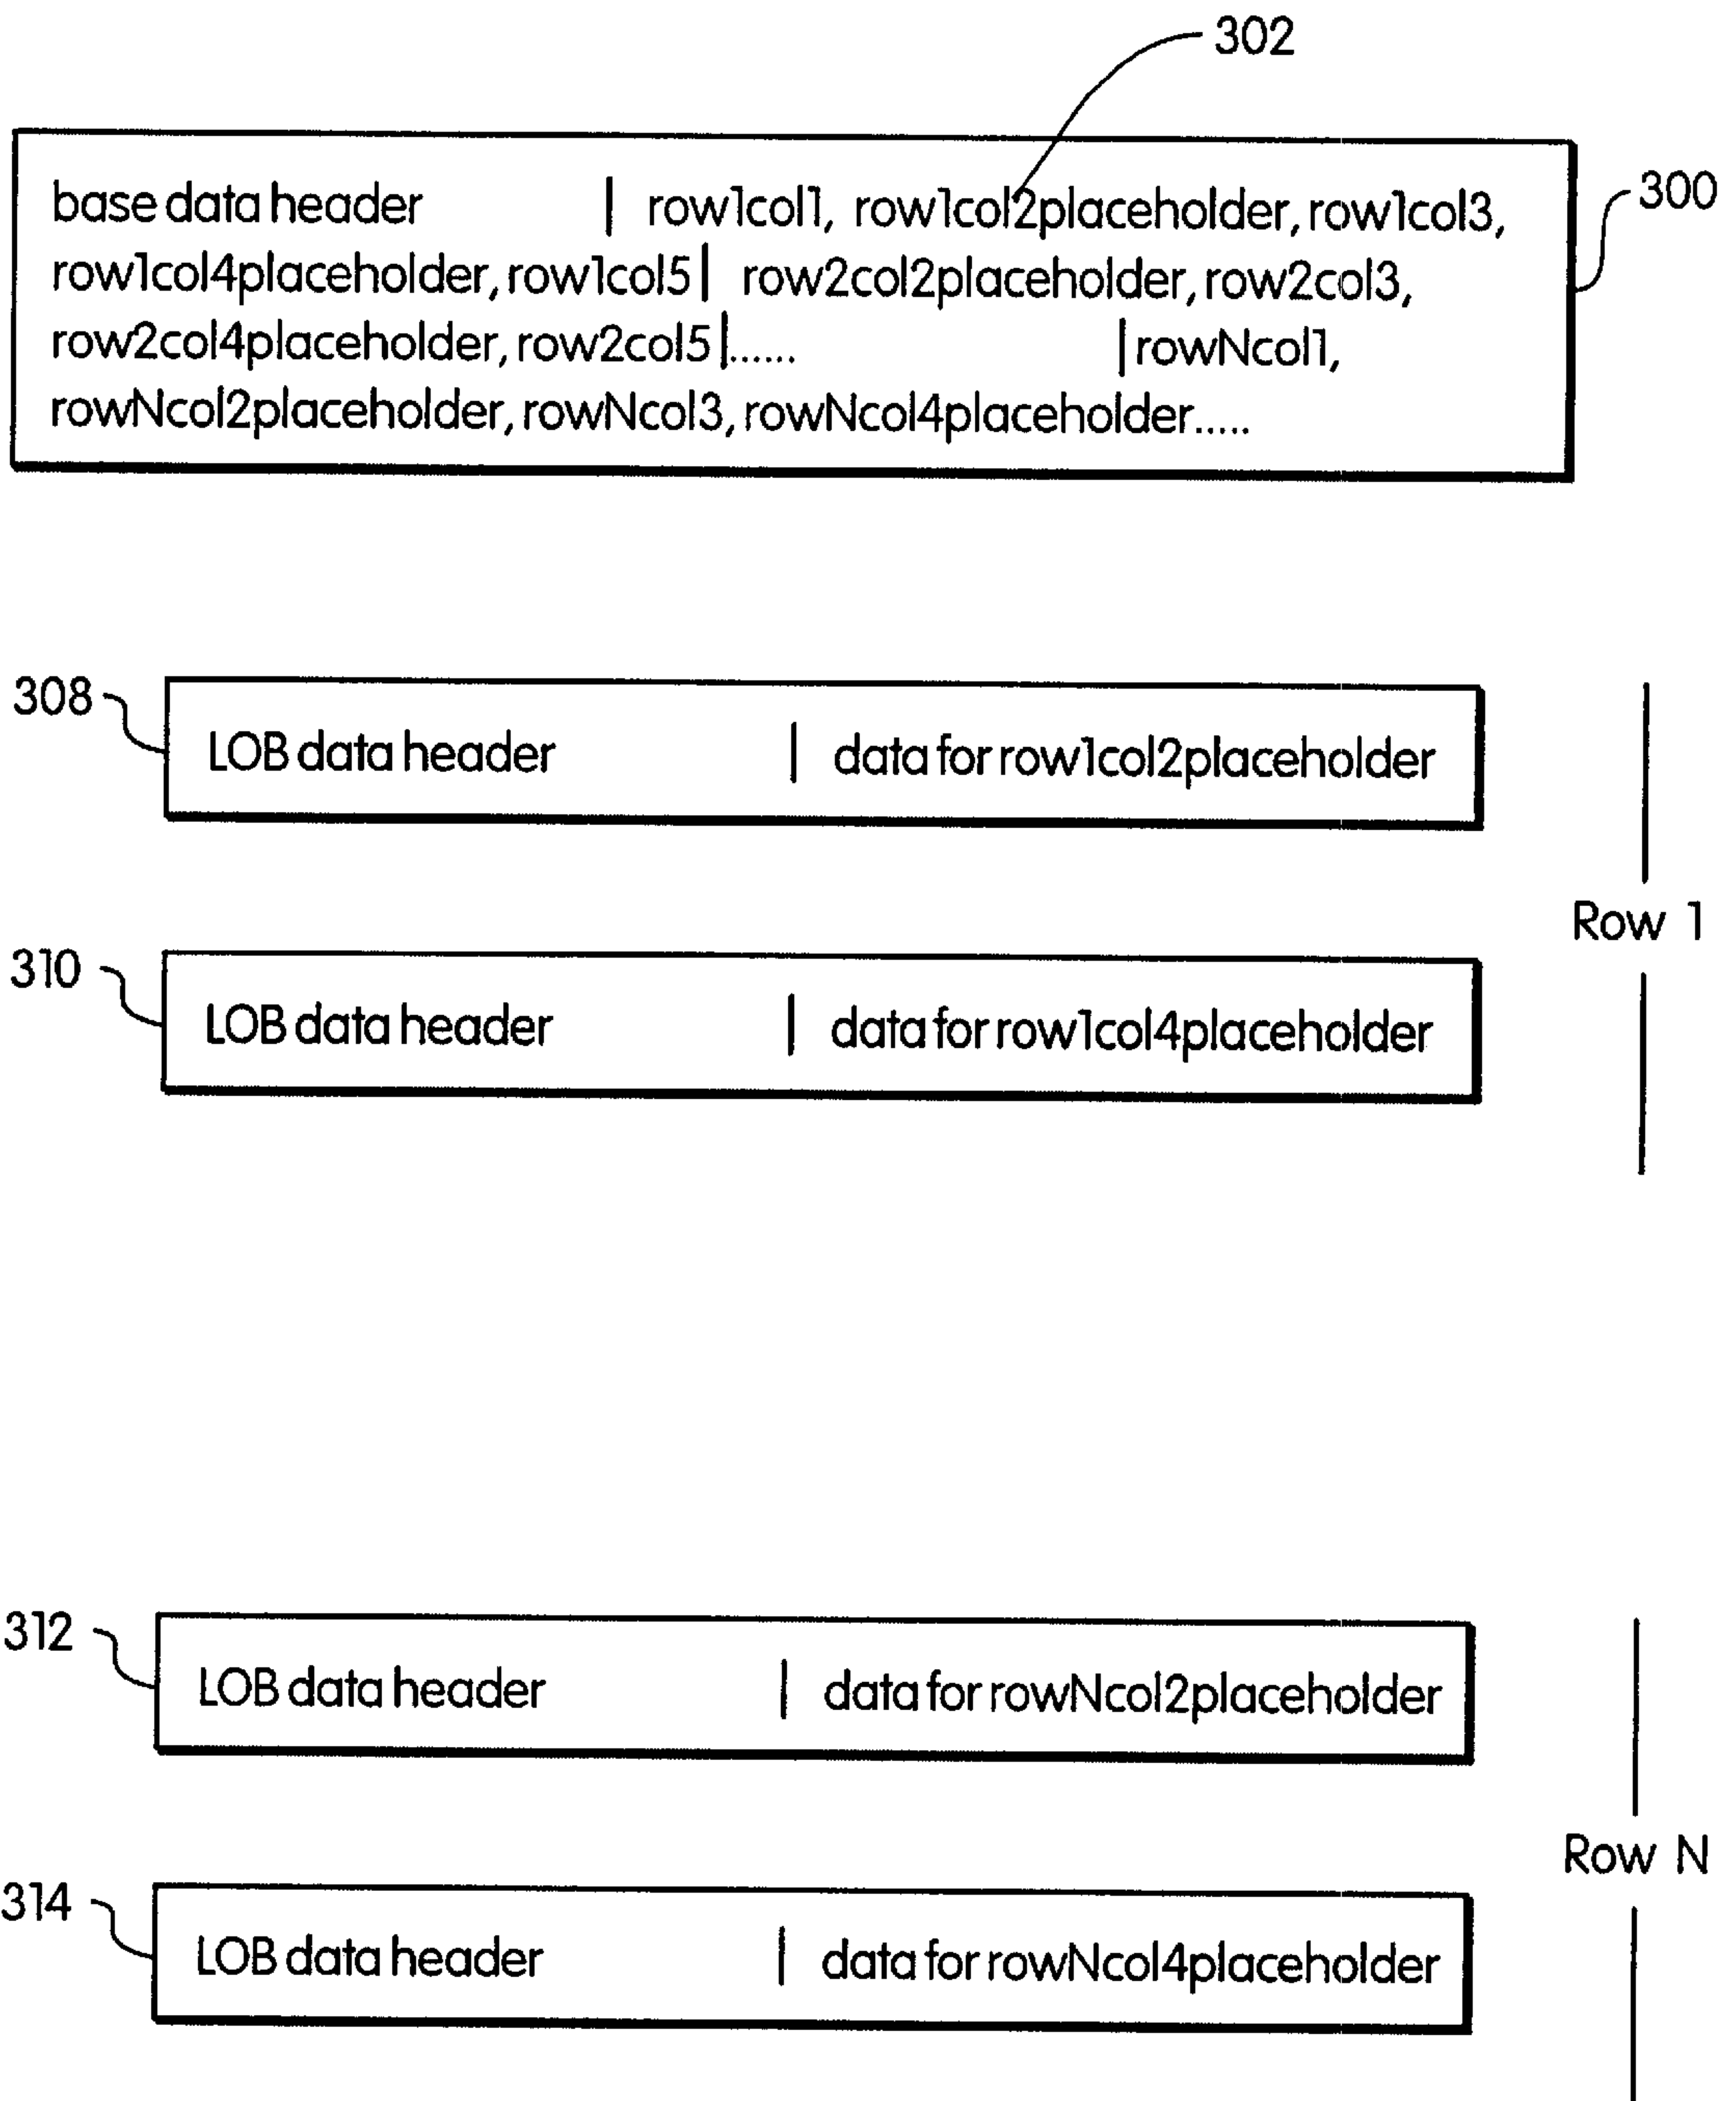 302
base data header | row1col1, row1col2placeholder, row1col3,
300
row1col4placeholder, row1col5| row2col2placeholder, row2col3,
row2col4placeholder, row2col5|...... |rowNcol1,
rowNcol2placeholder, rowNcol3, rowNcol4placeholder.....
308
LOB data header | data for row1col2placeholder
Row 1
310
LOB data header | data for row1col4placeholder
312
LOB data header | data for rowNcol2placeholder
Row N
314
LOB data header | data for rowNcol4placeholder